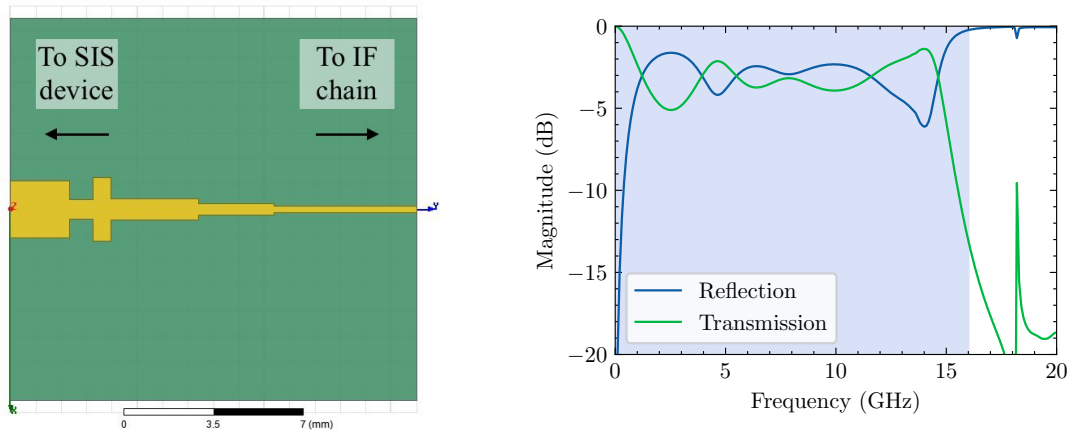 To SIS
device
To IF
chain
Z
Y
X
0
3.5
7 (mm)
0
−5
−10
−15
−20
Magnitude (dB)
Reflection
Transmission
0
5
10
15
20
Frequency (GHz)